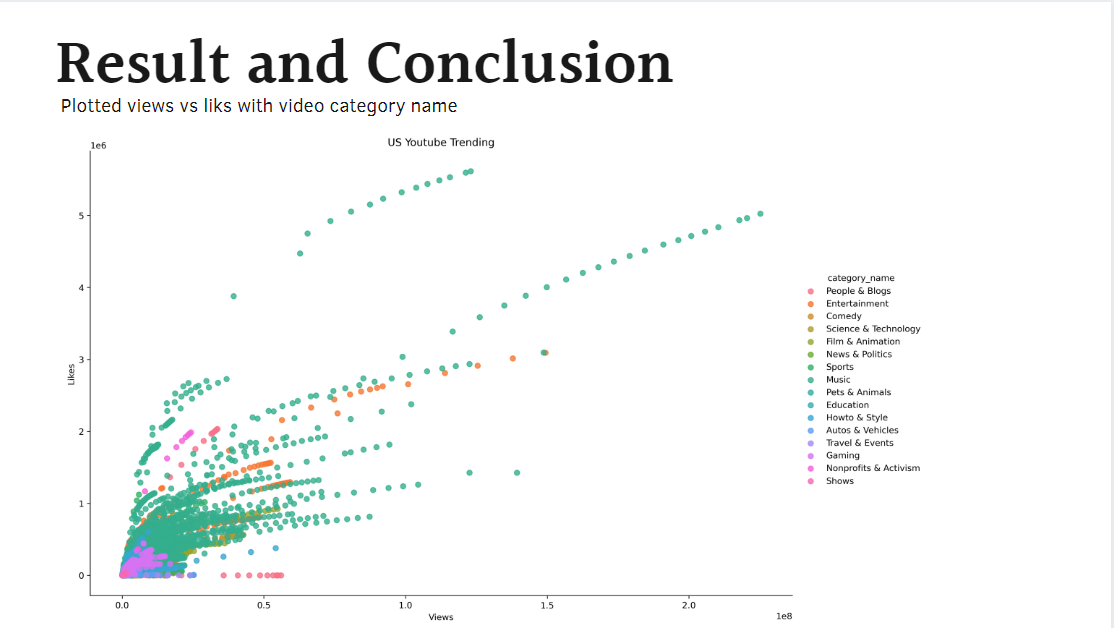 Result and Conclusion
Plotted views vs liks with video category name
US Youtube Trending
1e6
5
4
3
2
1
0
Likes
0.0 0.5 1.0 1.5 2.0
1e8
Views
category_name
People & Blogs
Entertainment
Comedy
Science & Technology
Film & Animation
News & Politics
Sports
Music
Pets & Animals
Education
Howto & Style
Autos & Vehicles
Travel & Events
Gaming
Nonprofits & Activism
Shows